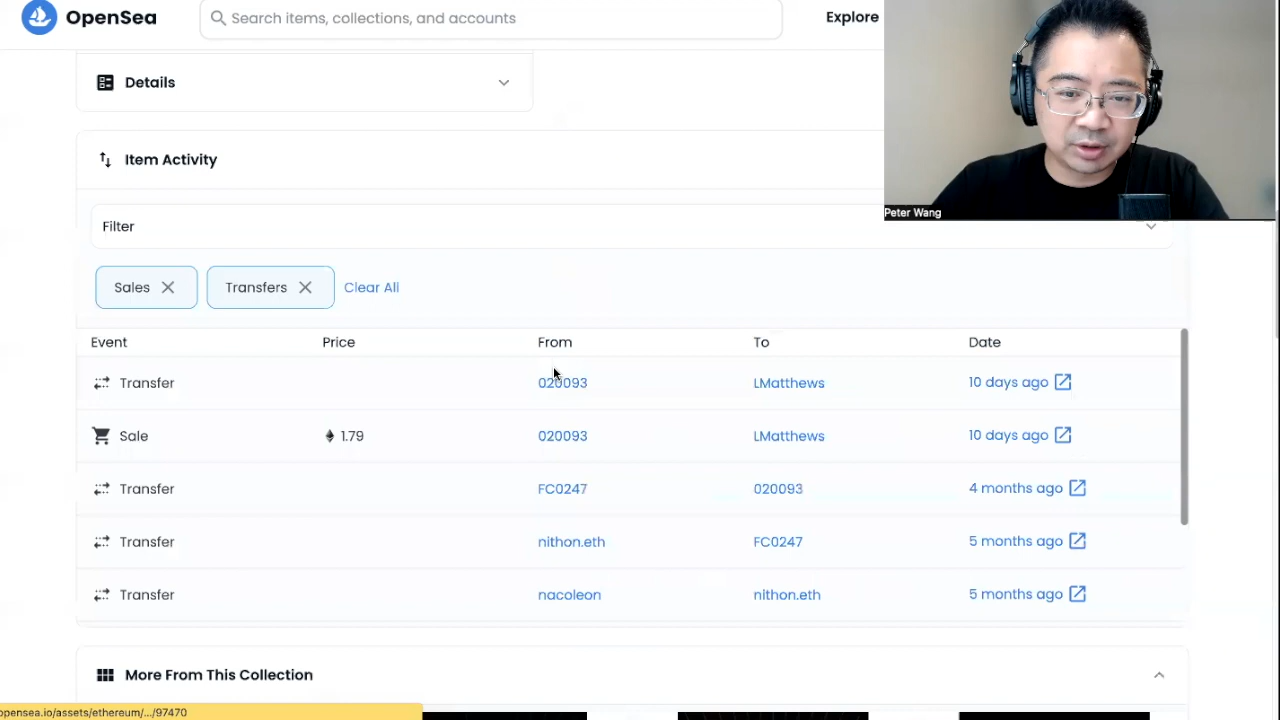 OpenSea
Search items, collections, and accounts
Explore
Details
Peter Wang
Item Activity
Filter
Sales
Transfers
Clear All
Event Price From To Date
Transfer 020093 LMatthews 10 days ago
Sale 1.79 020093 LMatthews 10 days ago
Transfer FC0247 020093 4 months ago
Transfer nithon.eth FC0247 5 months ago
Transfer nacoleon nithon.eth 5 months ago
More From This Collection
opensea.io/assets/ethereum/.../97470